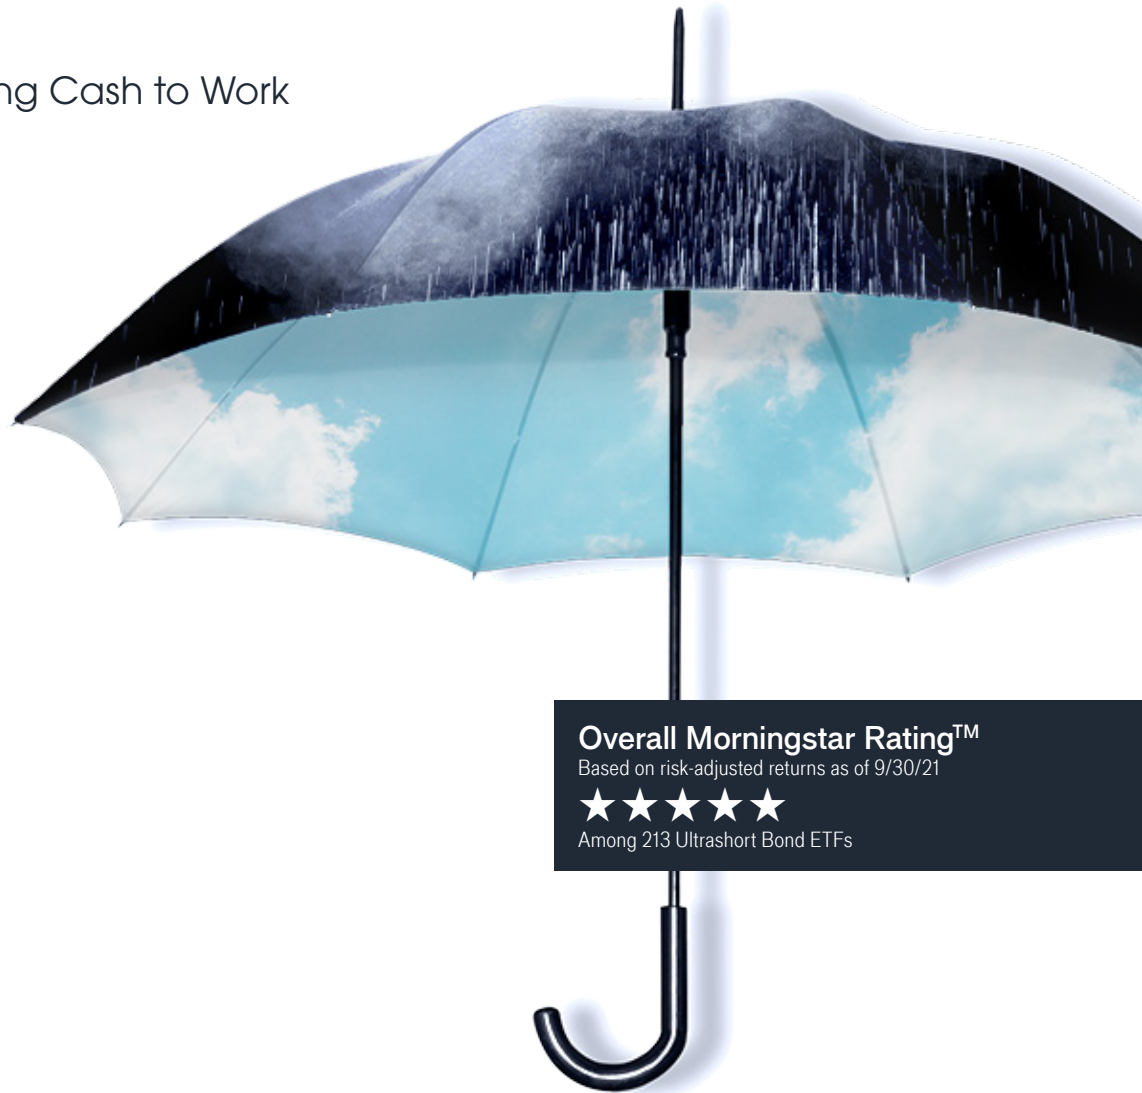 ng Cash to Work
Overall Morningstar Rating™
Based on risk-adjusted returns as of 9/30/21
★★★★★
Among 213 Ultrashort Bond ETFs